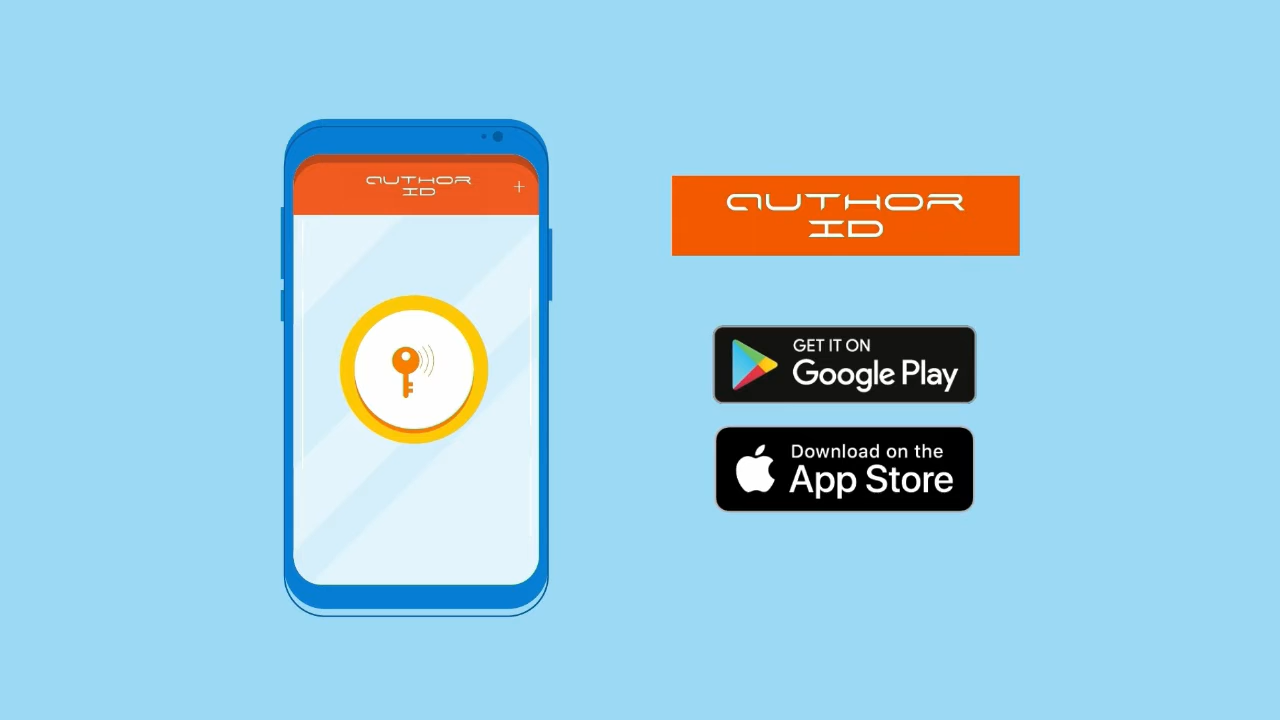 AUTHOR
ID
+
AUTHOR
ID
GET IT ON
Google Play
Download on the
App Store